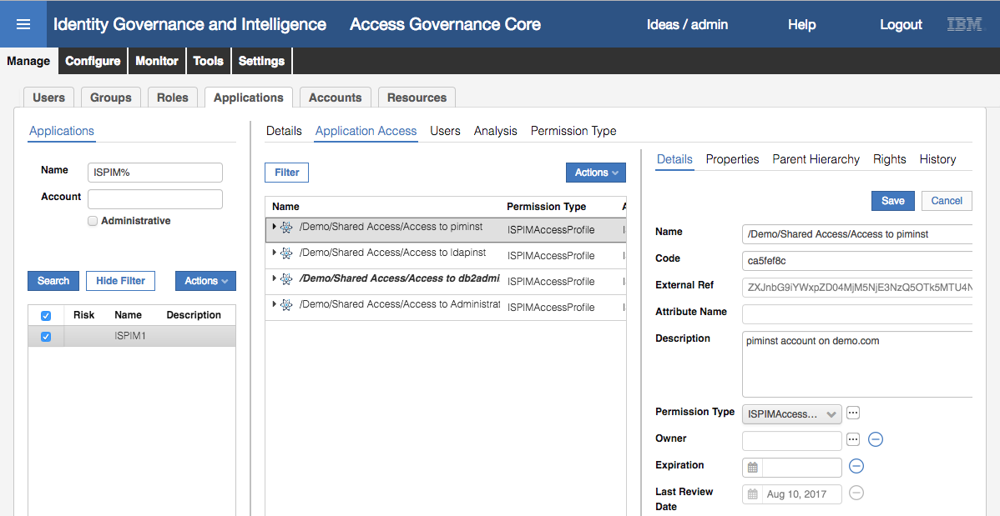 Identity Governance and Intelligence Access Governance Core Ideas / admin Help Logout IBM
Manage Configure Monitor Tools Settings
Users Groups Roles Applications Accounts Resources
Applications
Name ISPIM%
Account
Administrative
Search Hide Filter Actions
Risk Name Description
ISPIM1
Details Application Access Users Analysis Permission Type
Filter Actions
Name Permission Type
/Demo/Shared Access/Access to piminst ISPIMAccessProfile
/Demo/Shared Access/Access to ldapinst ISPIMAccessProfile
/Demo/Shared Access/Access to db2admi ISPIMAccessProfile
/Demo/Shared Access/Access to Administrat ISPIMAccessProfile
Details Properties Parent Hierarchy Rights History
Save Cancel
Name /Demo/Shared Access/Access to piminst
Code ca5fef8c
External Ref ZXJnbG9iYWxpZD04MjM5NjE3NzQ5OTk5MTU4N
Attribute Name
Description piminst account on demo.com
Permission Type ISPIMAccess... ...
Owner ...
Expiration
Last Review Date Aug 10, 2017